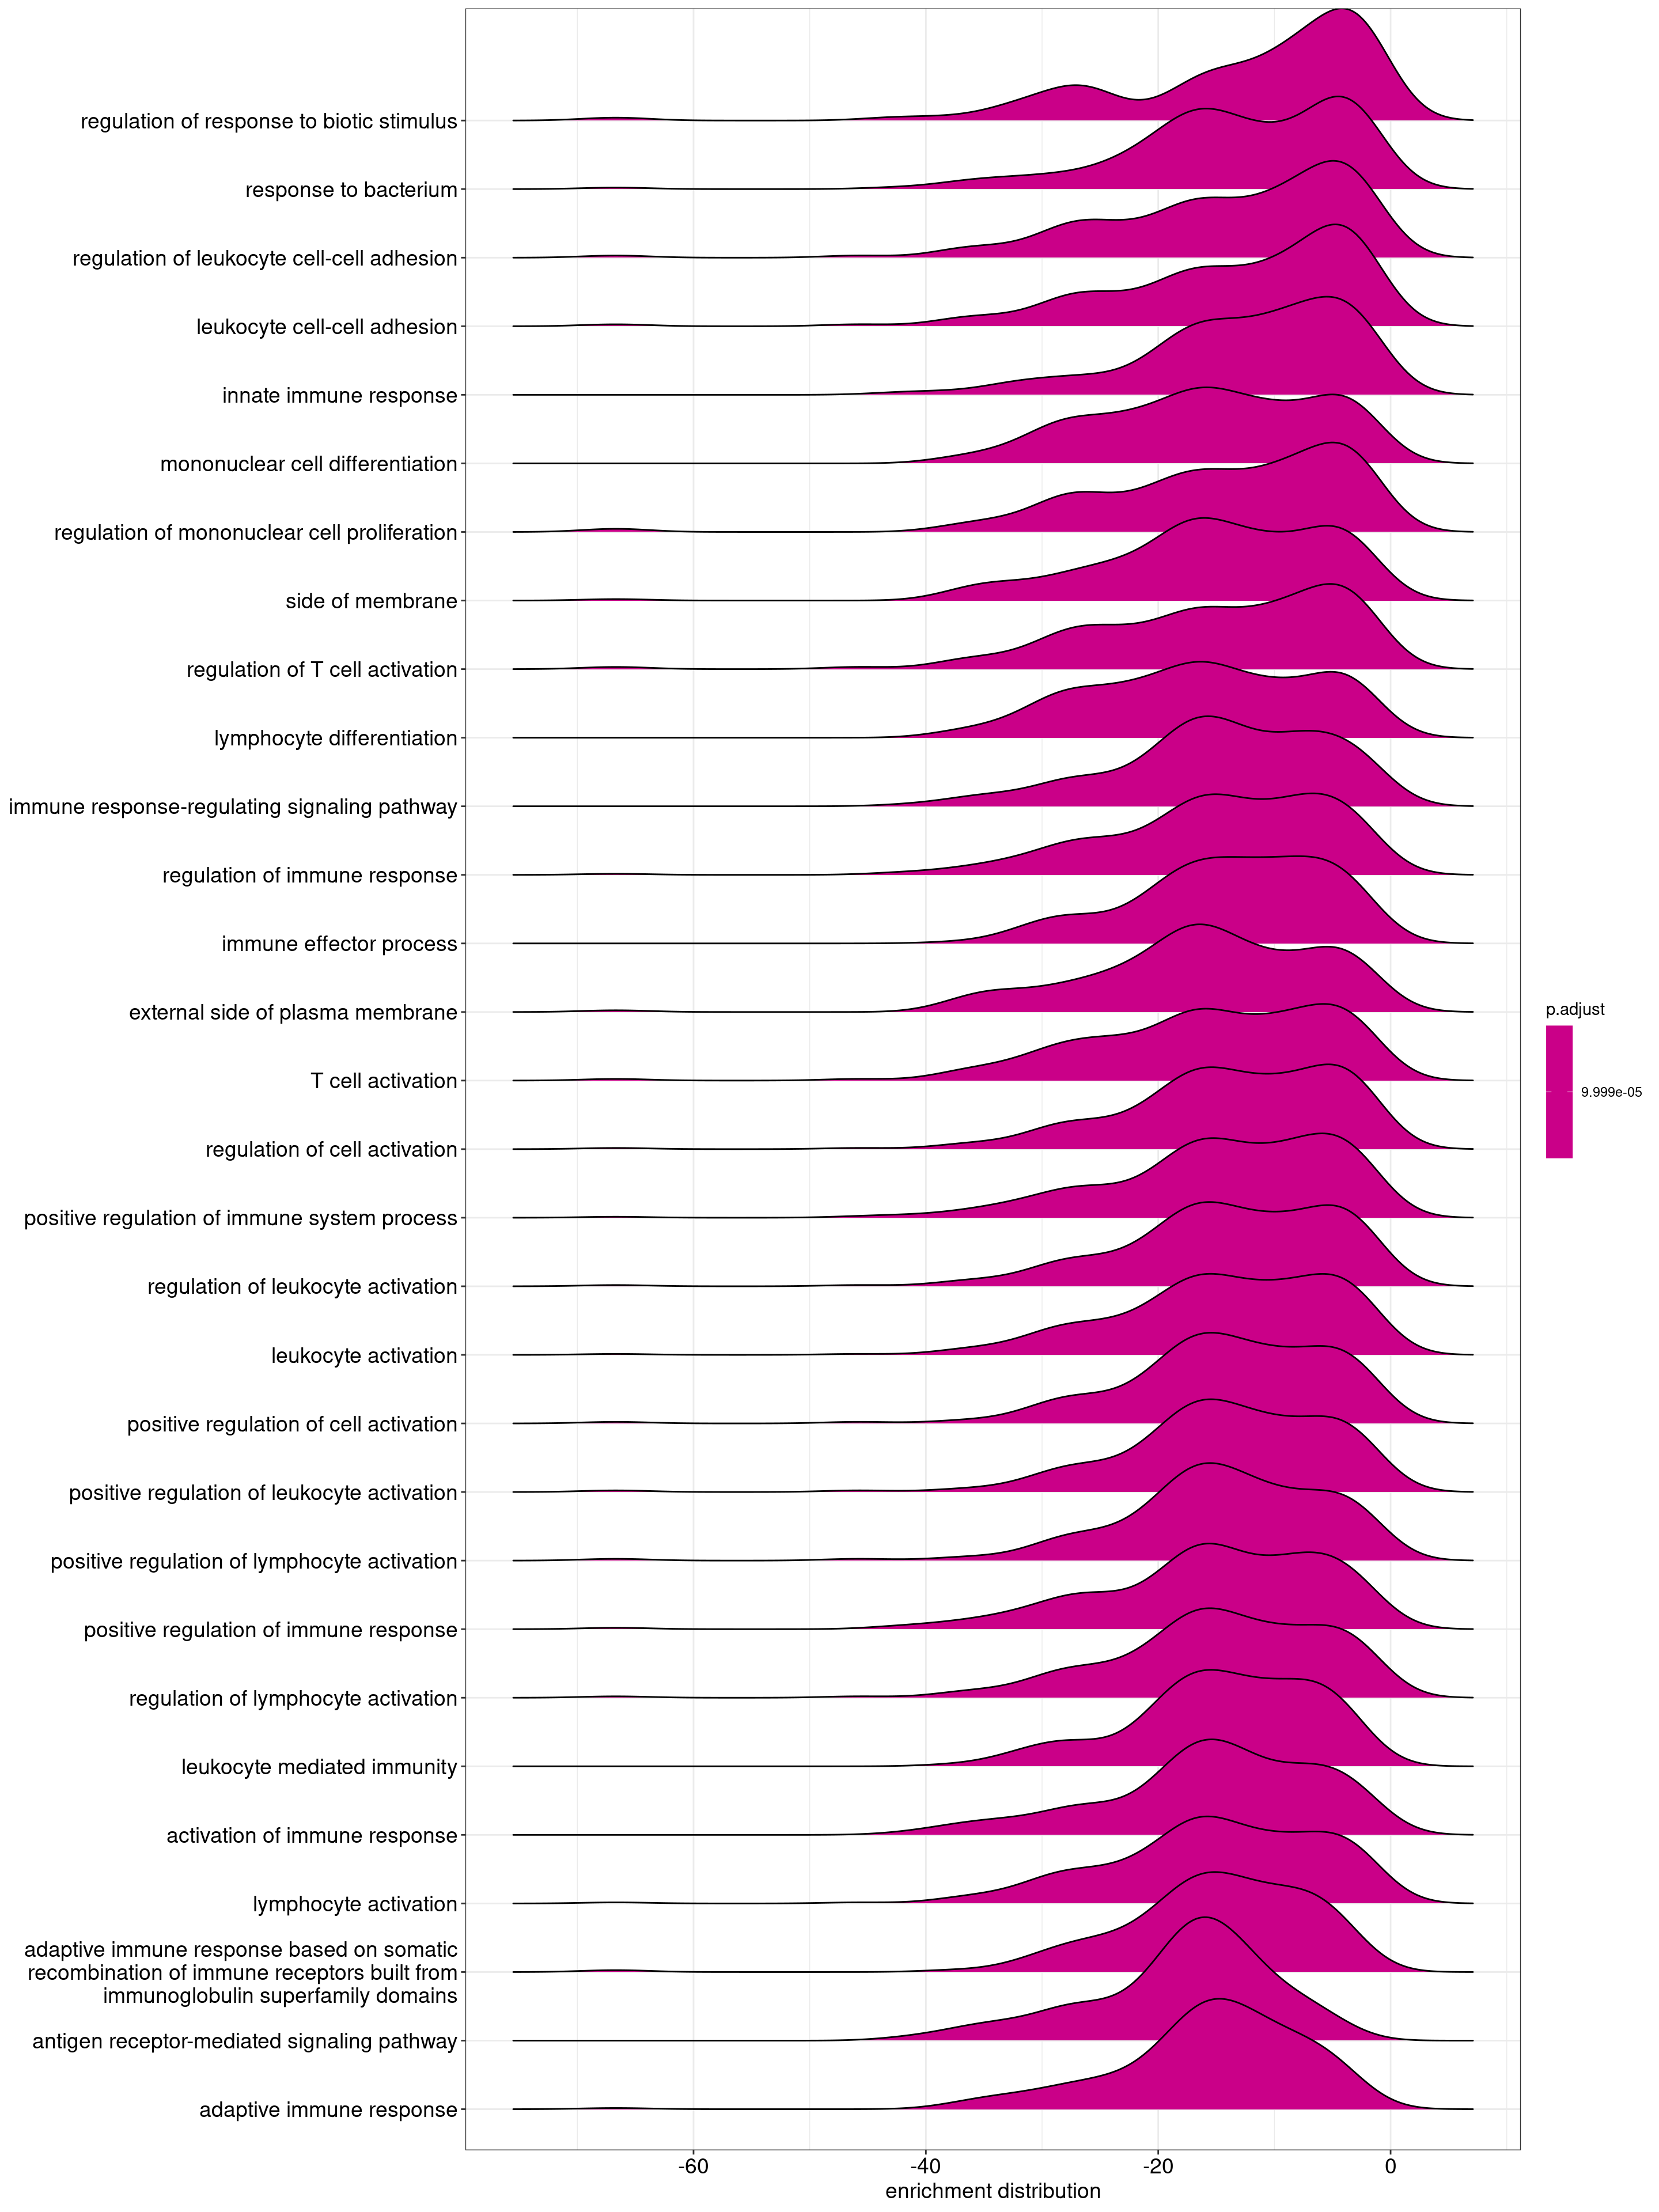 regulation of response to biotic stimulus
response to bacterium
regulation of leukocyte cell-cell adhesion
leukocyte cell-cell adhesion
innate immune response
mononuclear cell differentiation
regulation of mononuclear cell proliferation
side of membrane
regulation of T cell activation
lymphocyte differentiation
immune response-regulating signaling pathway
regulation of immune response
immune effector process
external side of plasma membrane
T cell activation
regulation of cell activation
positive regulation of immune system process
regulation of leukocyte activation
leukocyte activation
positive regulation of cell activation
positive regulation of leukocyte activation
positive regulation of lymphocyte activation
positive regulation of immune response
regulation of lymphocyte activation
leukocyte mediated immunity
activation of immune response
lymphocyte activation
adaptive immune response based on somatic
recombination of immune receptors built from
immunoglobulin superfamily domains
antigen receptor-mediated signaling pathway
adaptive immune response
-60 -40 -20 0
enrichment distribution
p.adjust
9.999e-05